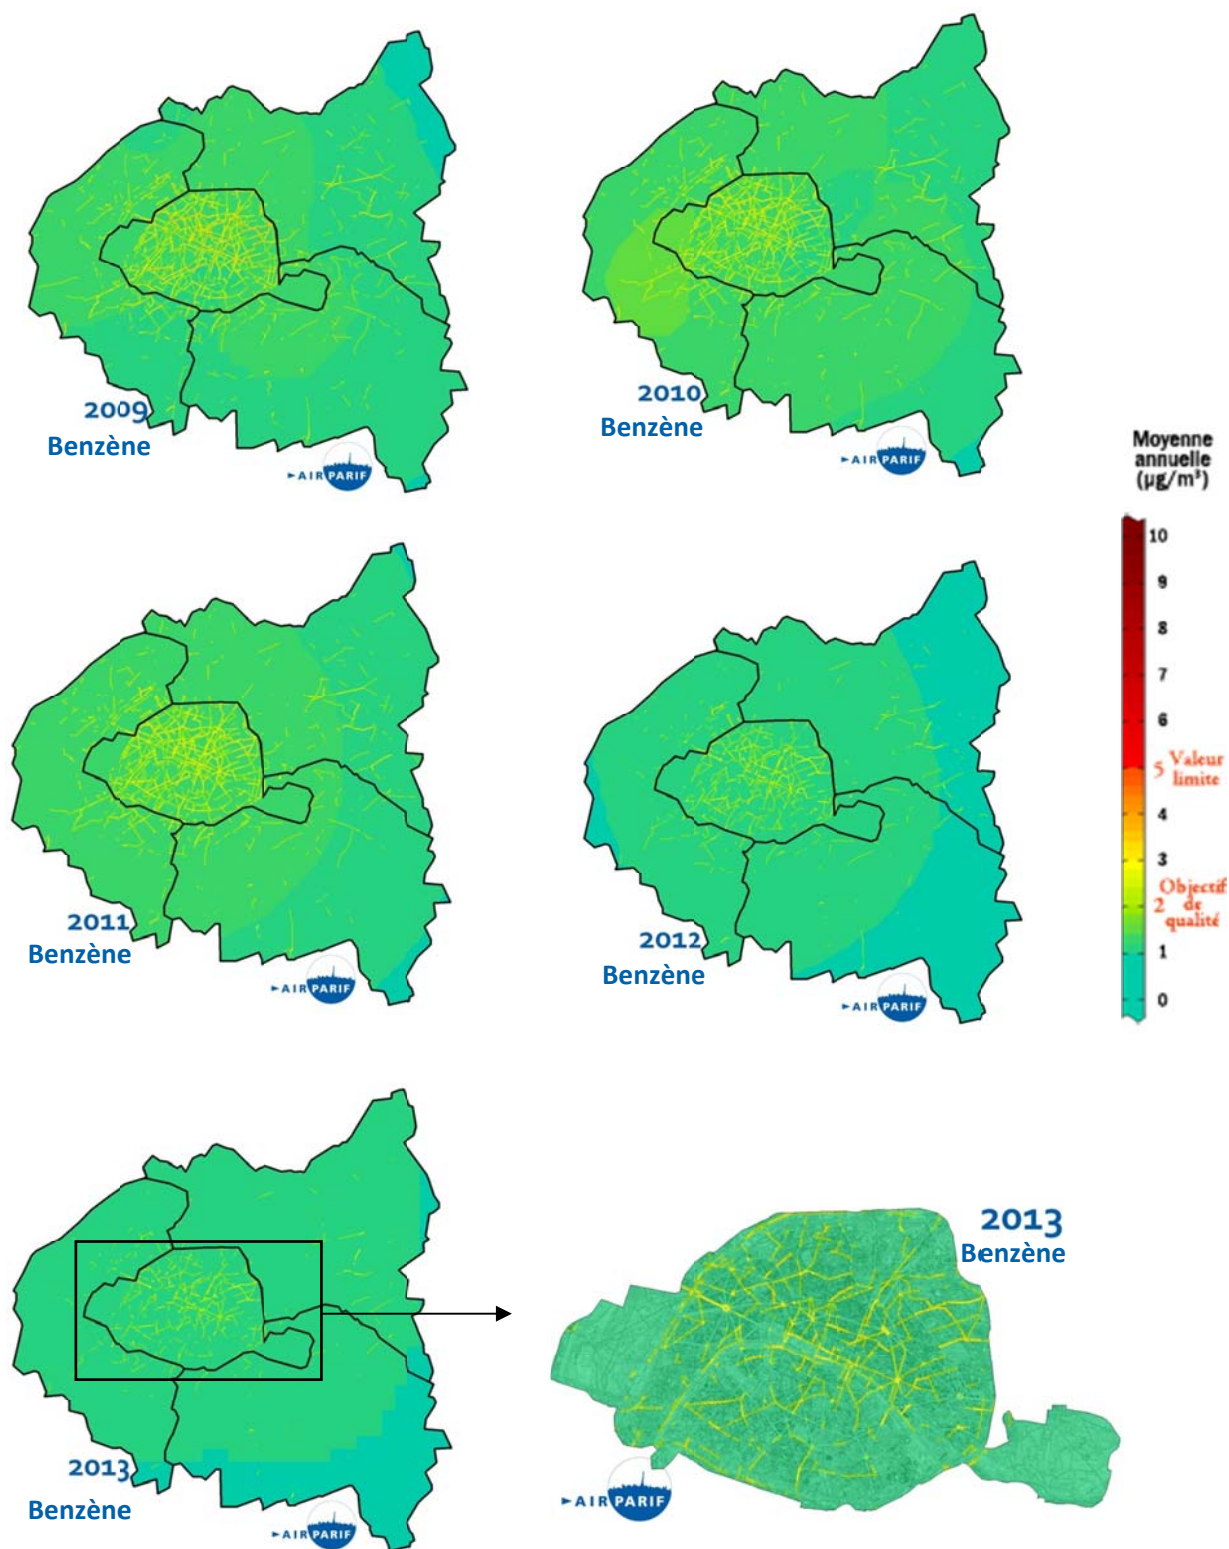 2009
Benzène
►AIRPARIF
2010
Benzène
►AIRPARIF
Moyenne
annuelle
(µg/m³)
10
9
8
7
6
5 Valeur
limite
4
3
Objectif
2 de
qualité
1
0
2011
Benzène
►AIRPARIF
2012
Benzène
►AIRPARIF
2013
Benzène
►AIRPARIF
2013
Benzène
►AIRPARIF